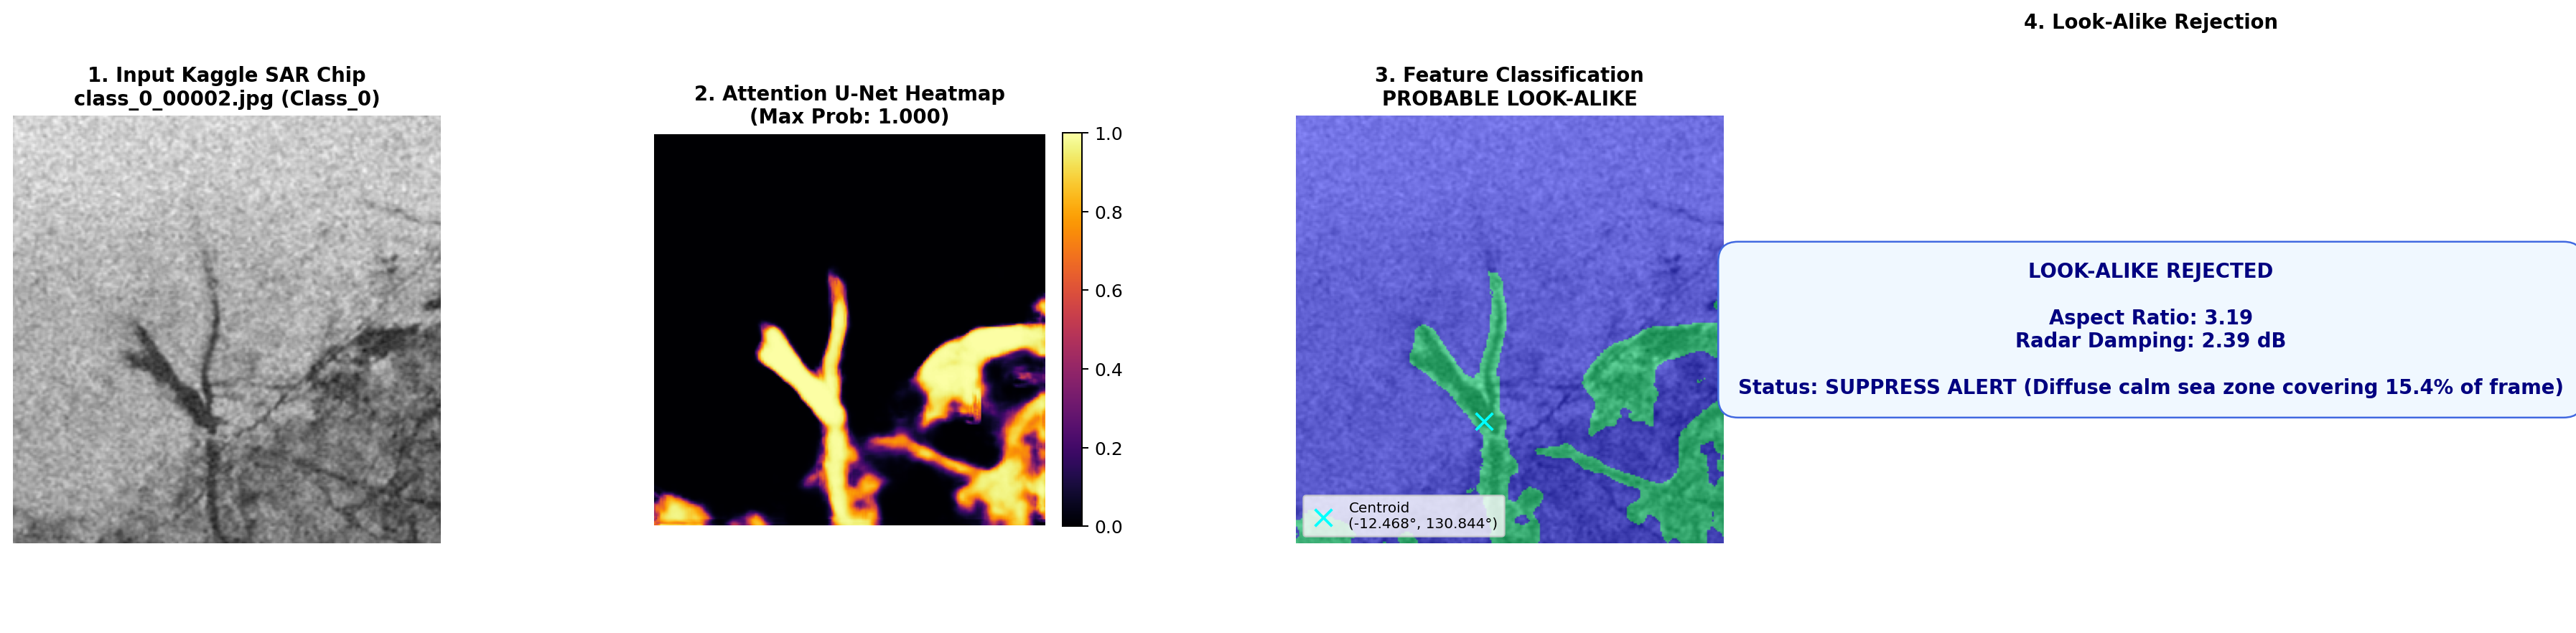 1. Input Kaggle SAR Chip
class_0_00002.jpg (Class_0)
2. Attention U-Net Heatmap
(Max Prob: 1.000)
1.0
0.8
0.6
0.4
0.2
0.0
3. Feature Classification
PROBABLE LOOK-ALIKE
Centroid
(-12.468°, 130.844°)
4. Look-Alike Rejection
LOOK-ALIKE REJECTED
Aspect Ratio: 3.19
Radar Damping: 2.39 dB
Status: SUPPRESS ALERT (Diffuse calm sea zone covering 15.4% of frame)